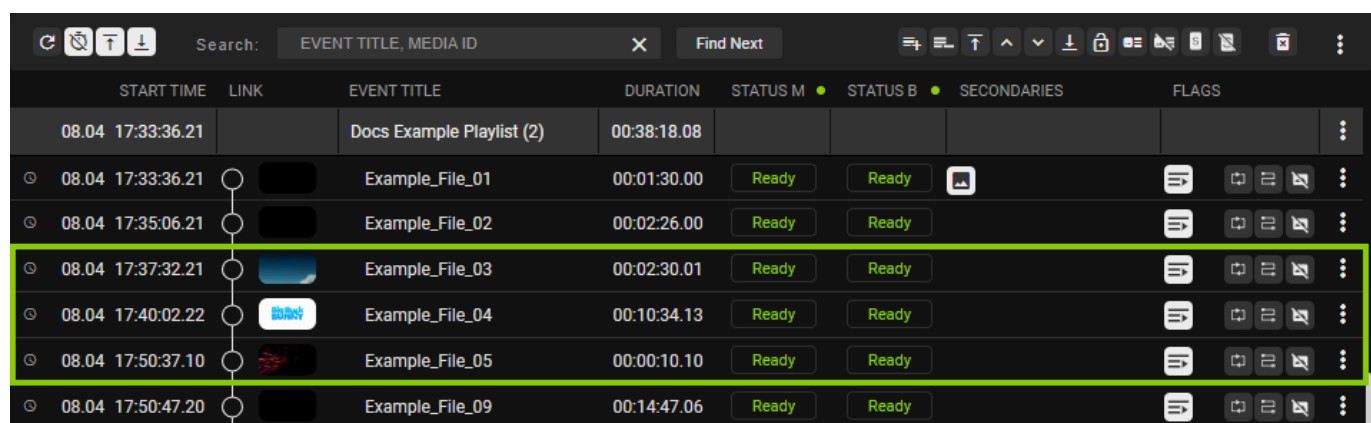 Search: EVENT TITLE, MEDIA ID Find Next S
START TIME LINK EVENT TITLE DURATION STATUS M STATUS B SECONDARIES FLAGS
08.04 17:33:36.21 Docs Example Playlist (2) 00:38:18.08
08.04 17:33:36.21 Example_File_01 00:01:30.00 Ready Ready
08.04 17:35:06.21 Example_File_02 00:02:26.00 Ready Ready
08.04 17:37:32.21 Example_File_03 00:02:30.01 Ready Ready
08.04 17:40:02.22 Example_File_04 00:10:34.13 Ready Ready
08.04 17:50:37.10 Example_File_05 00:00:10.10 Ready Ready
08.04 17:50:47.20 Example_File_09 00:14:47.06 Ready Ready